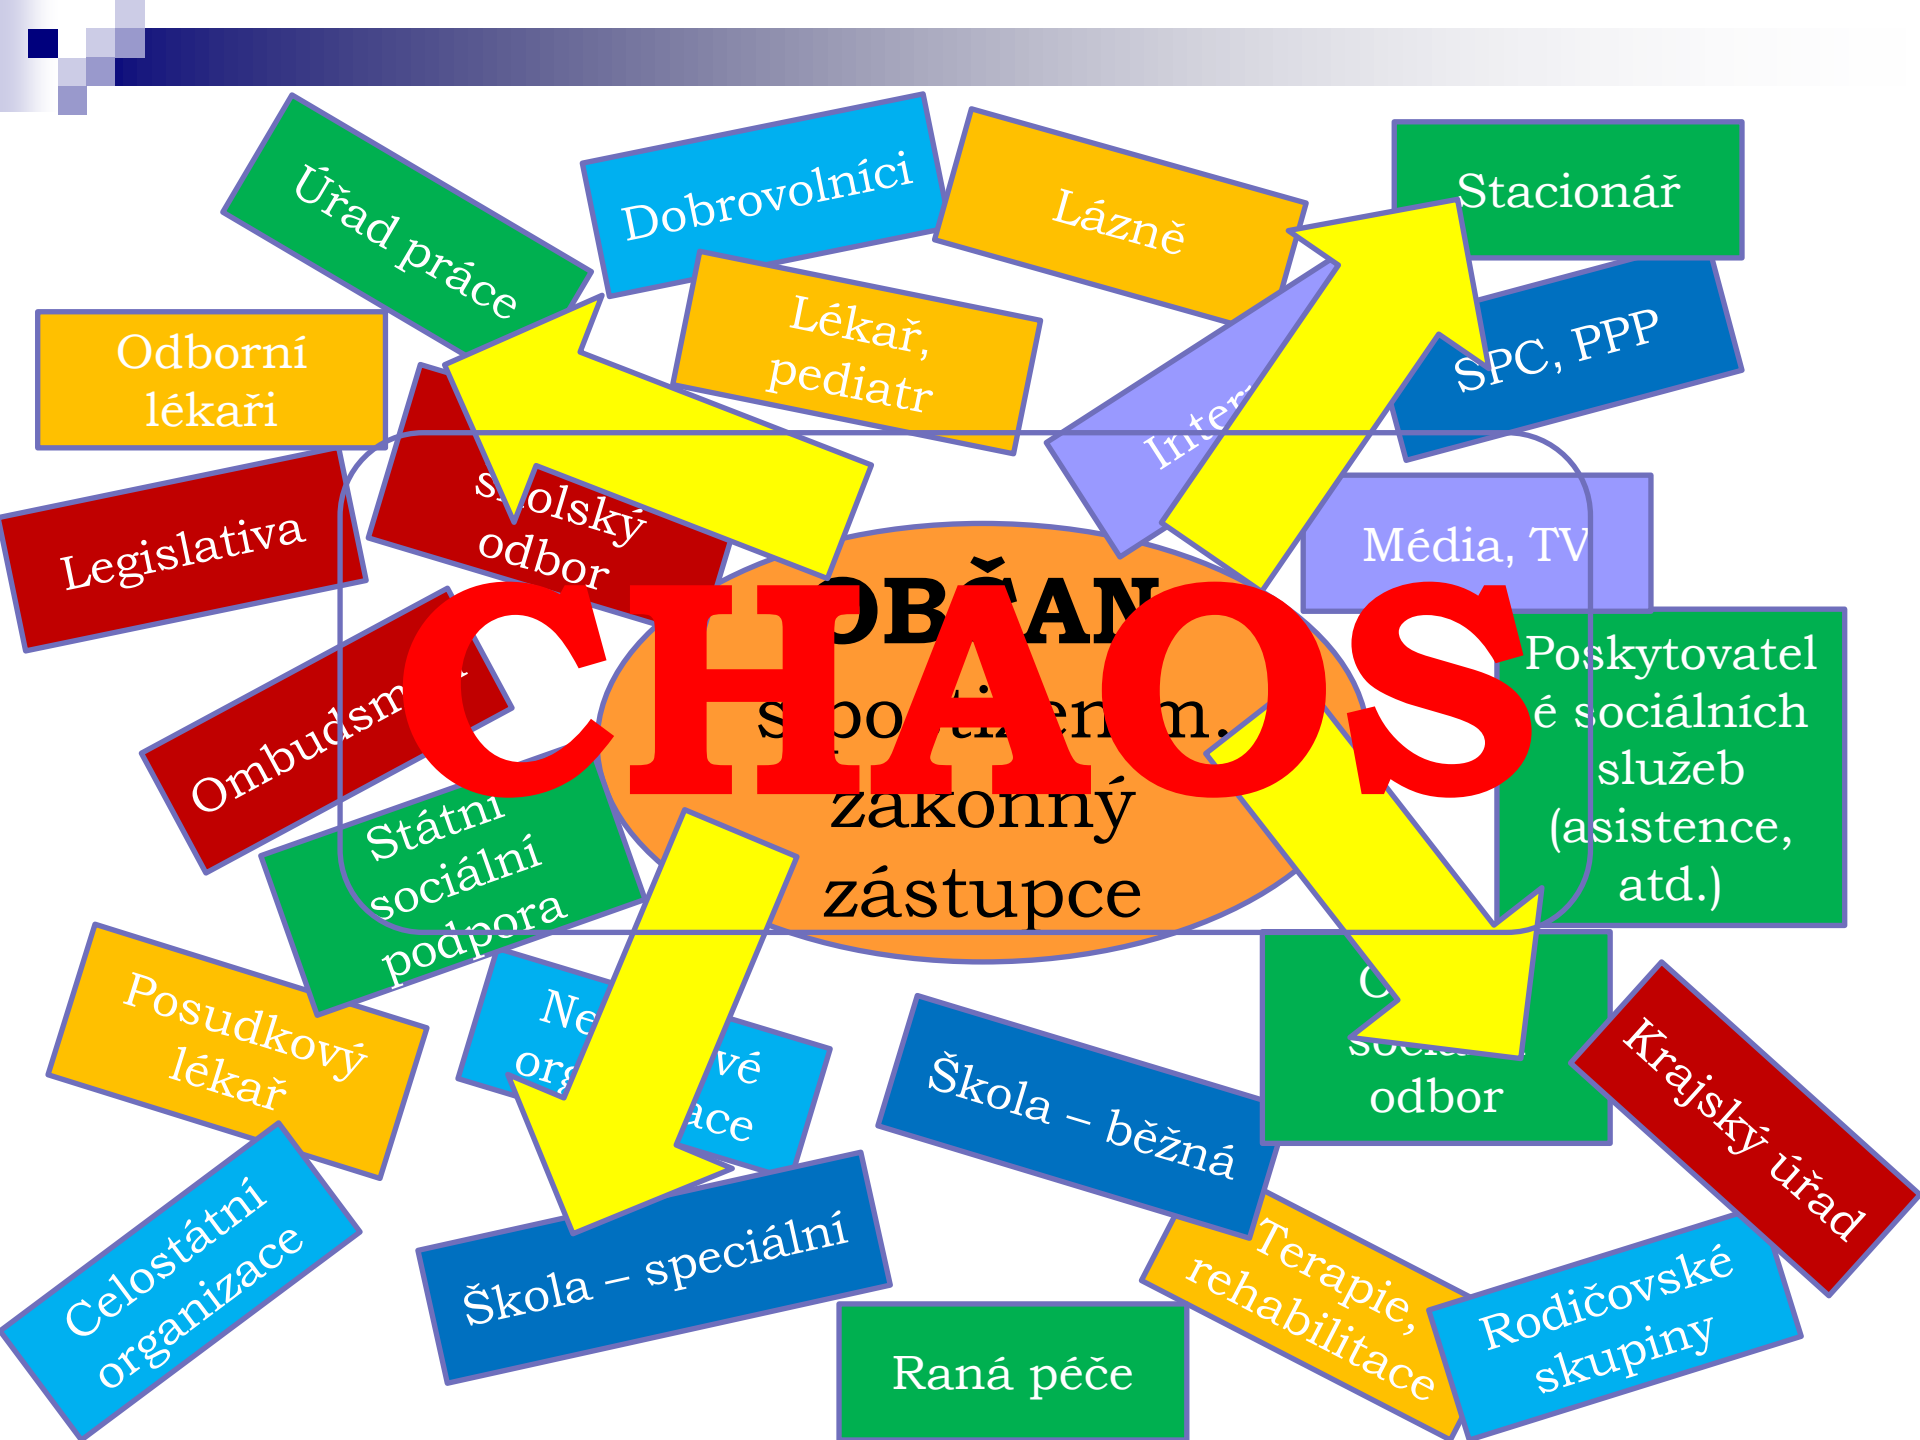 Úřad práce
Dobrovolníci
Lázně
Stacionář
Odborní
lékaři
Lékař,
pediatr
SPC, PPP
školský
odbor
Legislativa
Média, TV
OBČAN
zákonný
zástupce
CHAOS
Poskytovatel
é sociálních
služeb
(asistence,
atd.)
Státní
sociální
podpora
Posudkový
lékař
odbor
Krajský úřad
Škola – běžná
Celostátní
organizace
Škola – speciální
Terapie,
rehabilitace
Rodičovské
skupiny
Raná péče